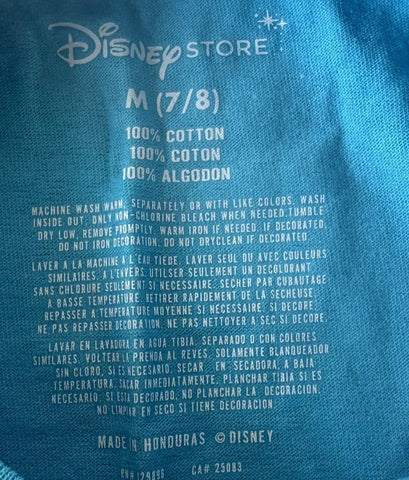 Disney STORE
M (7/8)
100% COTTON
100% COTON
100% ALGODON
MACHINE WASH WARM, SEPARATELY OR WITH LIKE COLORS. WASH
INSIDE OUT. ONLY NON-CHLORINE BLEACH WHEN NEEDED.TUMBLE
DRY LOW, REMOVE PROMPTLY. WARM IRON IF NEEDED. IF DECORATED,
DO NOT IRON DECORATION. DO NOT DRYCLEAN IF DECORATED.
LAVER A LA MACHINE A L'EAU TIÈDE. LAVER SEUL OU AVEC COULEURS
SIMILAIRES, A L'ENVERS. UTILISER-SEULEMENT UN DECOLORANT
SANS CHLORURE SEULEMENT SI NECESSAIRE. SÉCHER PAR CUBAUTAGE
A BASSE TEMPERATURE. RETIRER RAPIDEMENT DE LA SECHEUSE.
REPASSER A TEMPERATURE MOYENNE SI NECESSAIRE. SI DECORE,
NE PAS REPASSER DECORATION. NE PAS NETTOYER A SEC SI DECORE.
LAVAR EN LAVADORA EN AGUA TIBIA. SEPARADO O CON COLORES
SIMILARES. VOLTEAR LA PRENDA AL REVES. SOLAMENTE BLANQUEADOR
SIN CLORO, SI ES NECESARIO. SECAR EN SECADORA; A BAJA
TEMPERATURA. SACAR INMEDIATAMENTE. PLANCHAR TIBIA SI ES
NECESARIO. SI ESTA DECORADO, NO PLANCHAR LA DECORACION.
NO LIMPIAR EN SECO SI TIENE DECORACION.
MADE IN HONDURAS © DISNEY
RN# 129896 CA# 25083